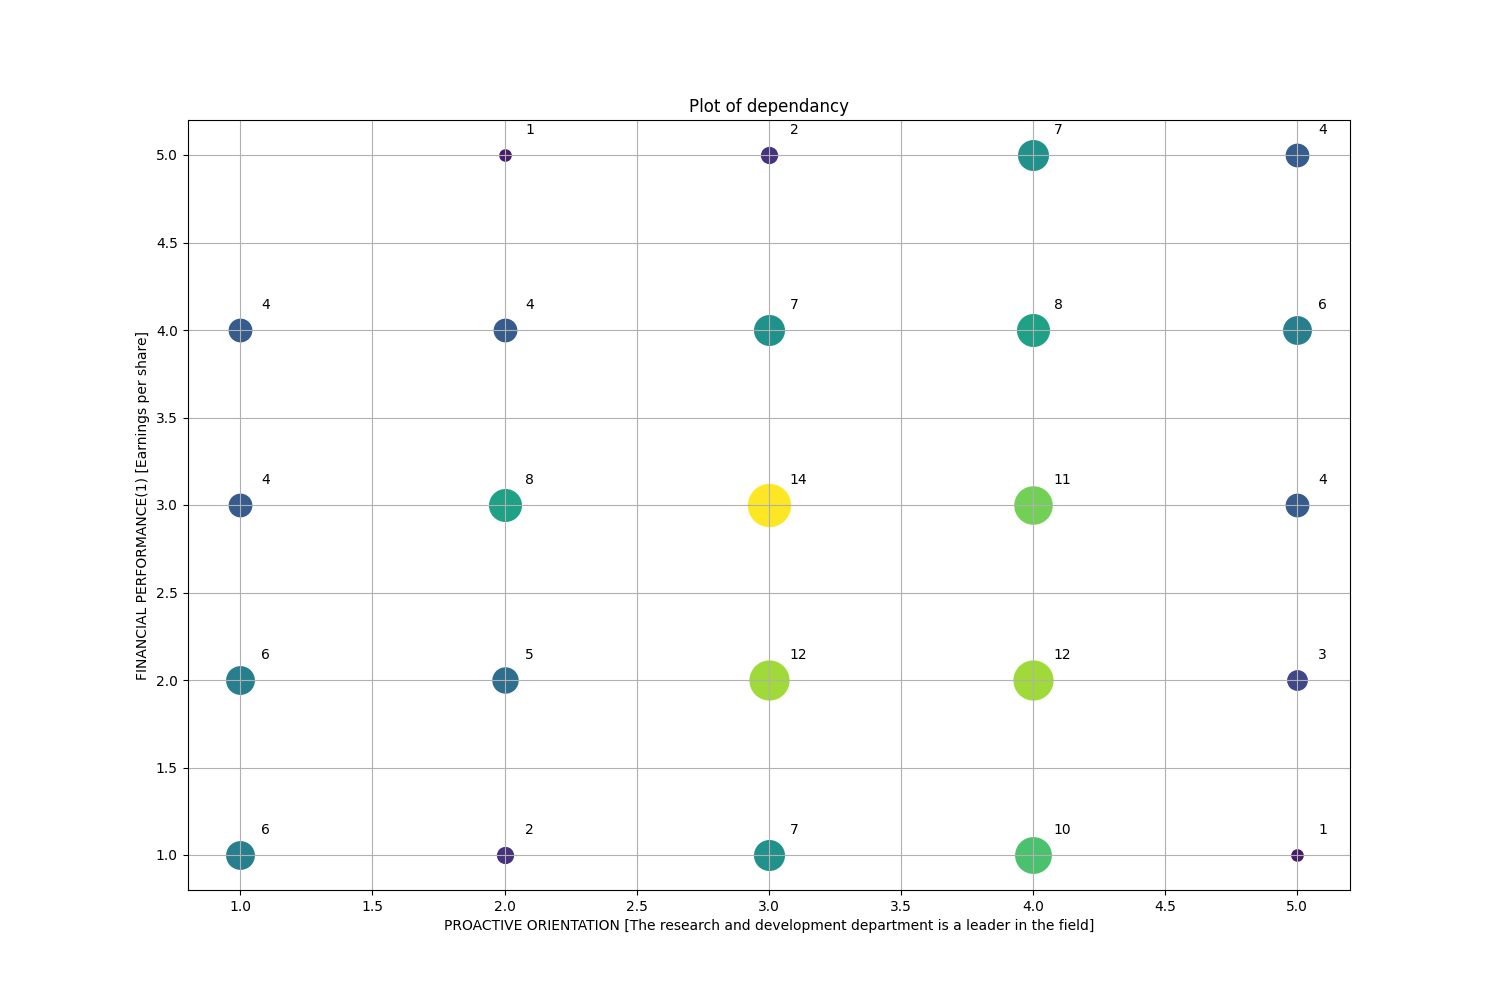 Plot of dependancy
1 2 7 4
5.0
4.5
4 4 7 8 6
4.0
3.5
4 8 14 11 4
3.0
2.5
6 5 12 12 3
2.0
1.5
6 2 7 10 1
1.0
FINANCIAL PERFORMANCE(1) [Earnings per share]
1.0 1.5 2.0 2.5 3.0 3.5 4.0 4.5 5.0
PROACTIVE ORIENTATION [The research and development department is a leader in the field]